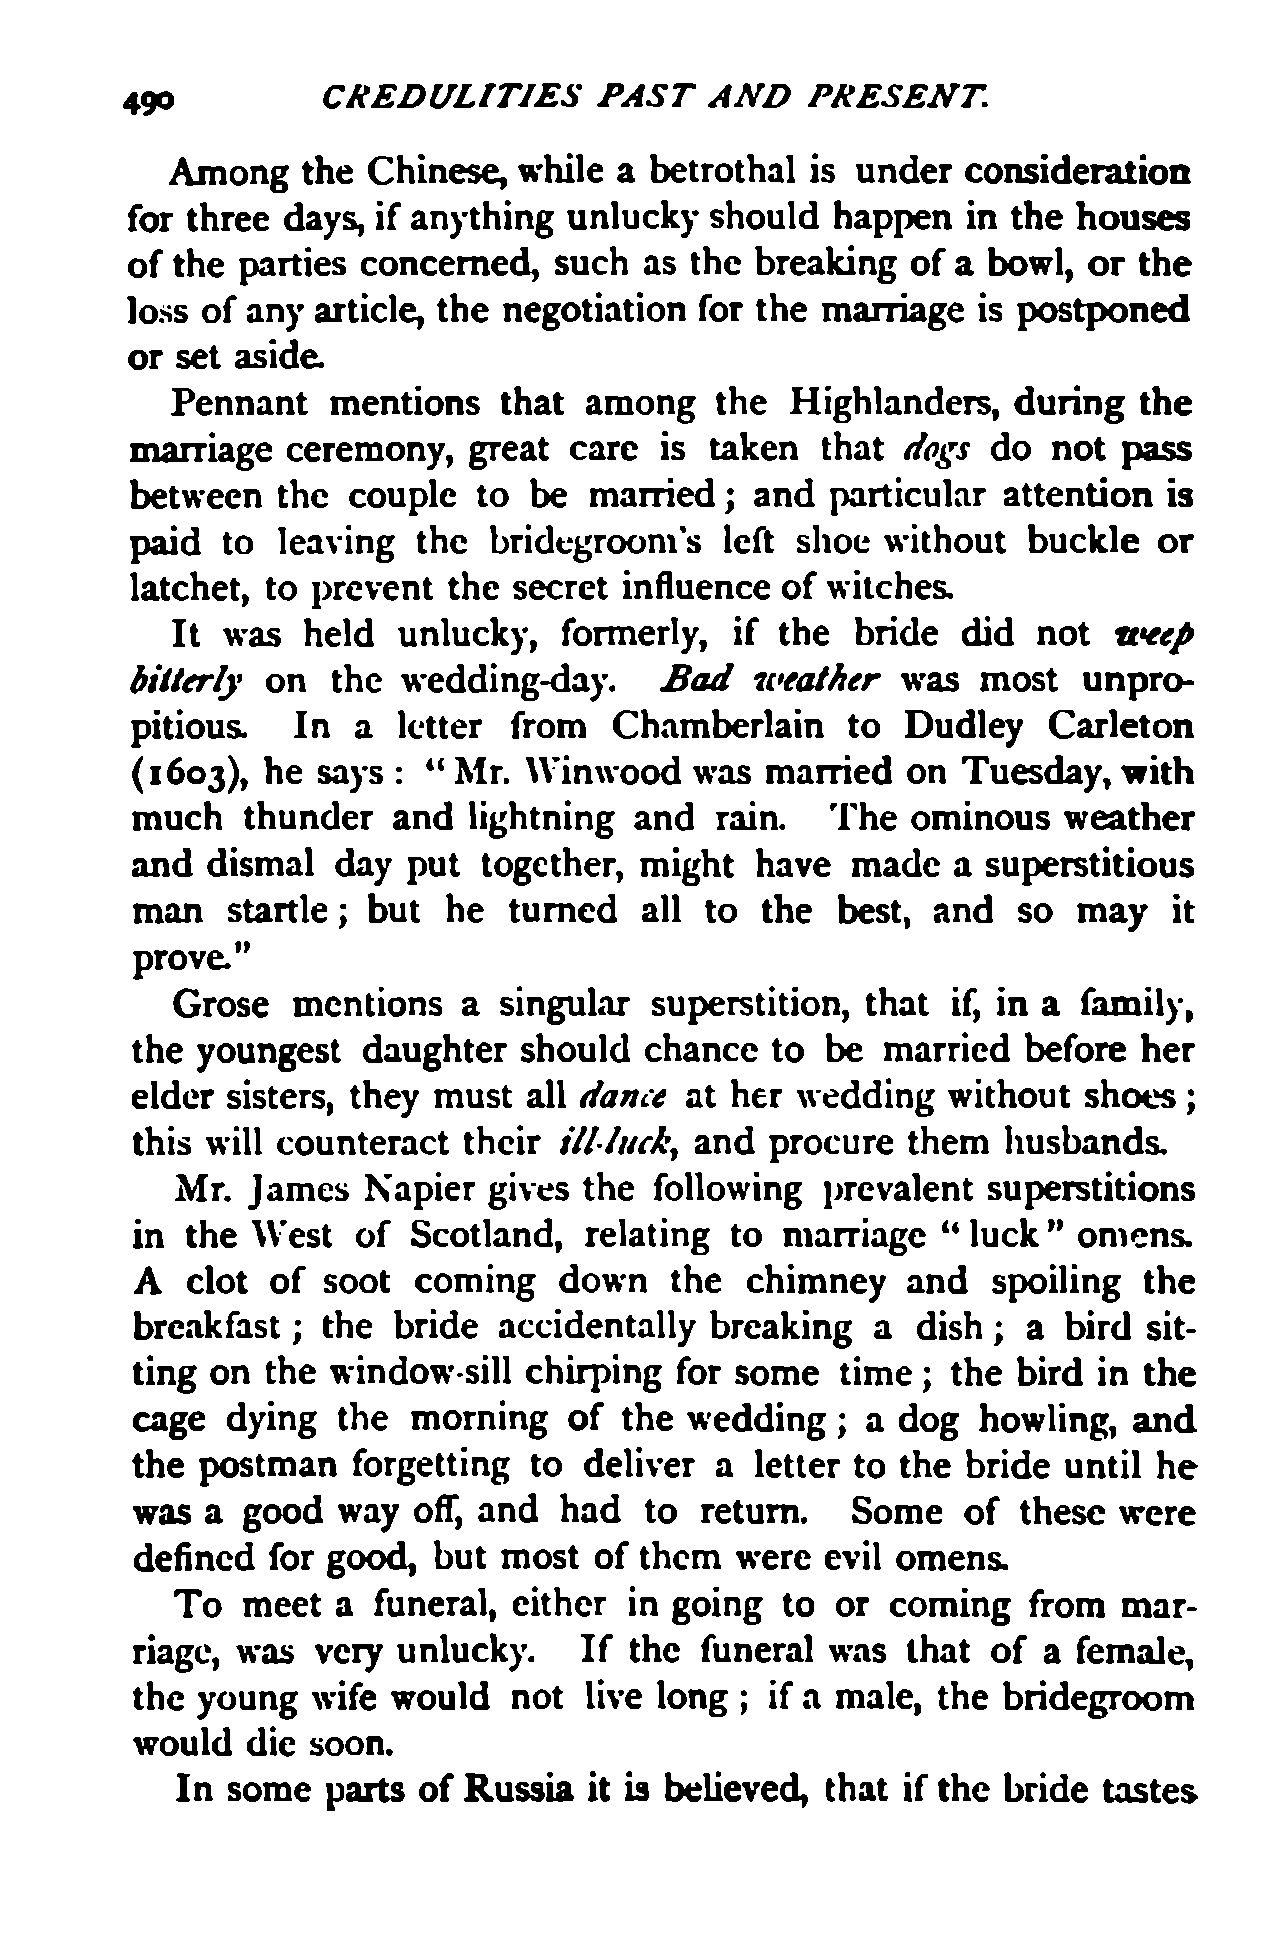 490 CREDULITIES PAST AND PRESENT.
Among the Chinese, while a betrothal is under consideration
for three days, if anything unlucky should happen in the houses
of the parties concerned, such as the breaking of a bowl, or the
loss of any article, the negotiation for the marriage is postponed
or set aside.
Pennant mentions that among the Highlanders, during the
marriage ceremony, great care is taken that dogs do not pass
between the couple to be married; and particular attention is
paid to leaving the bridegroom's left shoe without buckle or
latchet, to prevent the secret influence of witches.
It was held unlucky, formerly, if the bride did not weep
bitterly on the wedding-day. Bad weather was most unpro-
pitious. In a letter from Chamberlain to Dudley Carleton
(1603), he says: "Mr. Winwood was married on Tuesday, with
much thunder and lightning and rain. The ominous weather
and dismal day put together, might have made a superstitious
man startle; but he turned all to the best, and so may it
prove."
Grose mentions a singular superstition, that if, in a family,
the youngest daughter should chance to be married before her
elder sisters, they must all dance at her wedding without shoes;
this will counteract their ill-luck, and procure them husbands.
Mr. James Napier gives the following prevalent superstitions
in the West of Scotland, relating to marriage "luck" omens.
A clot of soot coming down the chimney and spoiling the
breakfast; the bride accidentally breaking a dish; a bird sit-
ting on the window-sill chirping for some time; the bird in the
cage dying the morning of the wedding; a dog howling, and
the postman forgetting to deliver a letter to the bride until he
was a good way off, and had to return. Some of these were
defined for good, but most of them were evil omens.
To meet a funeral, either in going to or coming from mar-
riage, was very unlucky. If the funeral was that of a female,
the young wife would not live long; if a male, the bridegroom
would die soon.
In some parts of Russia it is believed, that if the bride tastes